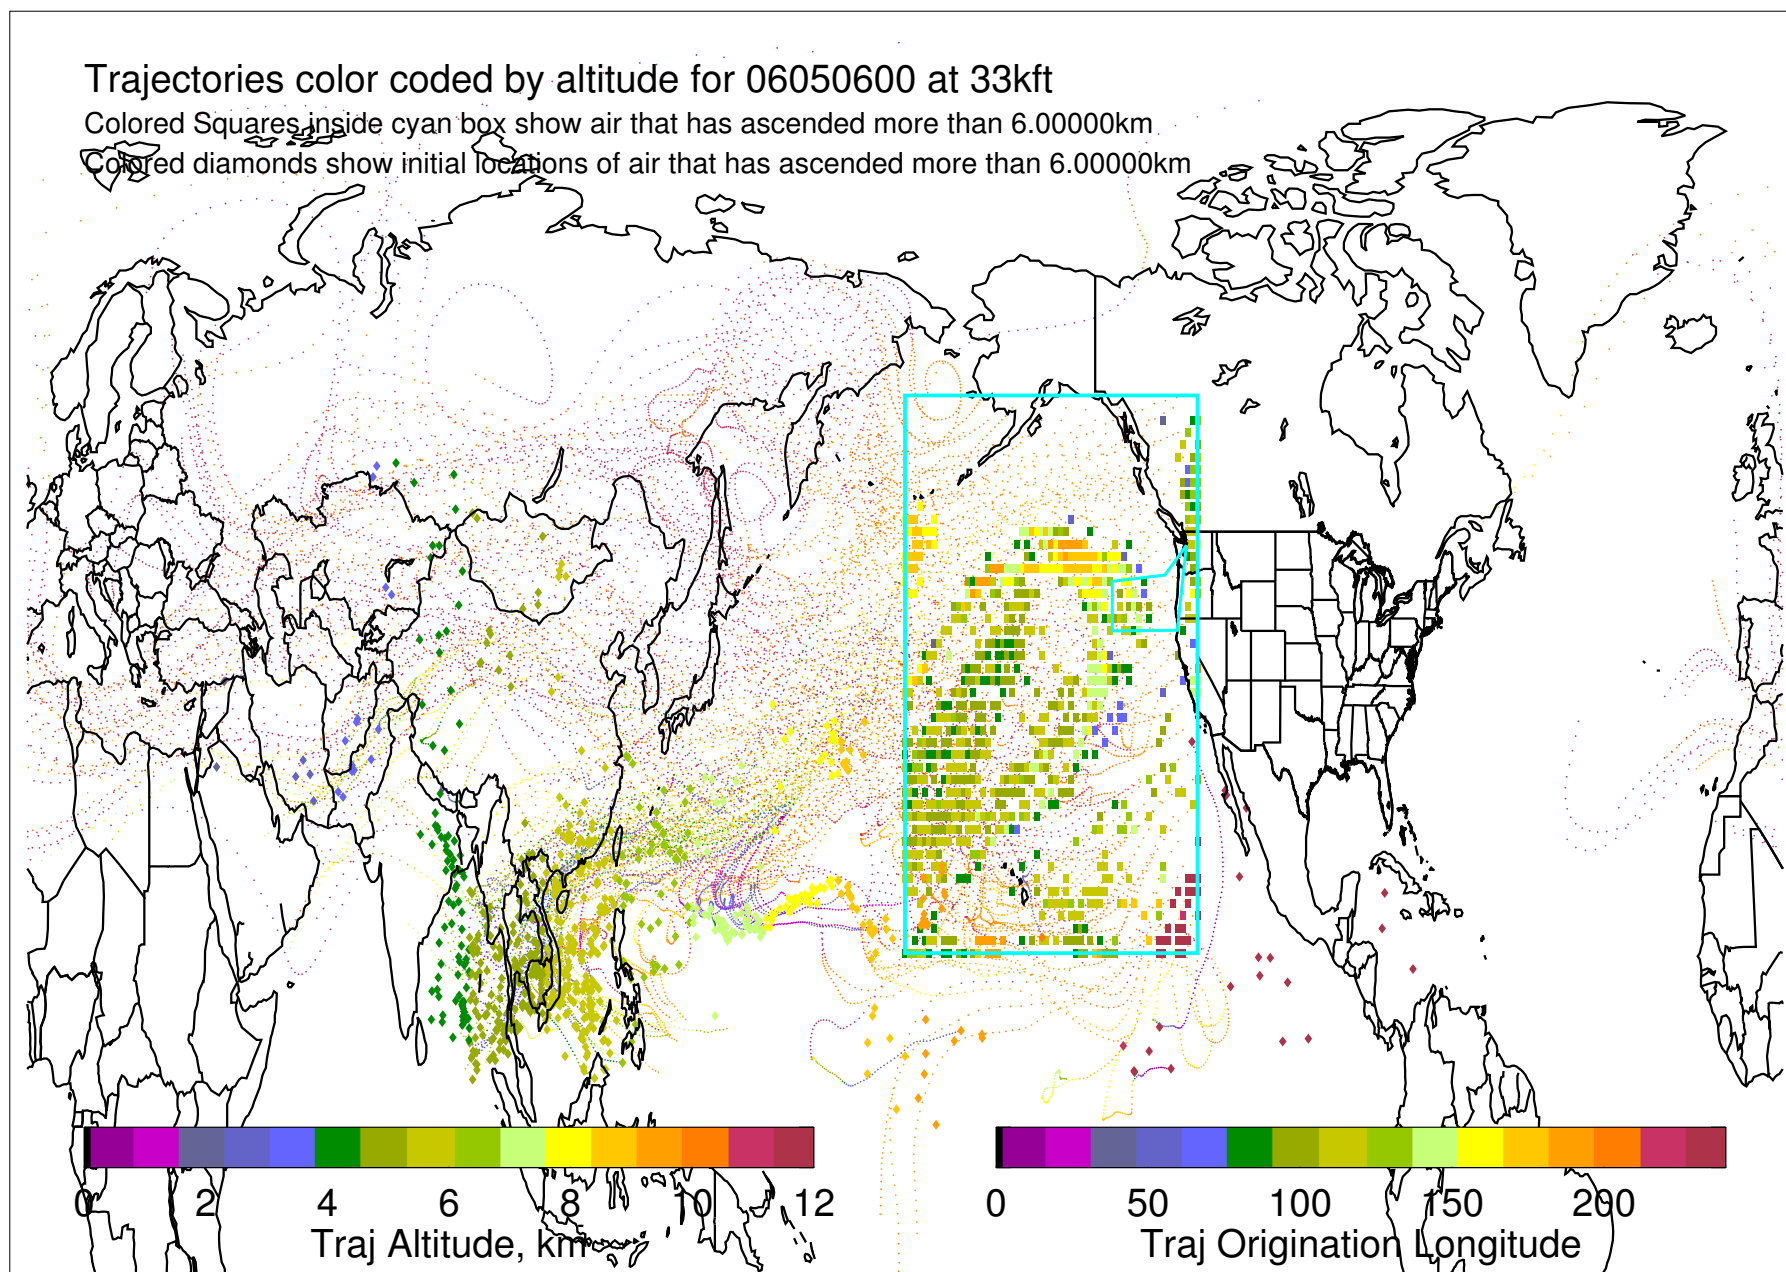 Trajectories color coded by altitude for 06050600 at 33kft
Colored Squares inside cyan box show air that has ascended more than 6.00000km
Colored diamonds show initial locations of air that has ascended more than 6.00000km
0 2 4 6 8 10 12
Traj Altitude, km
0 50 100 150 200
Traj Origination Longitude